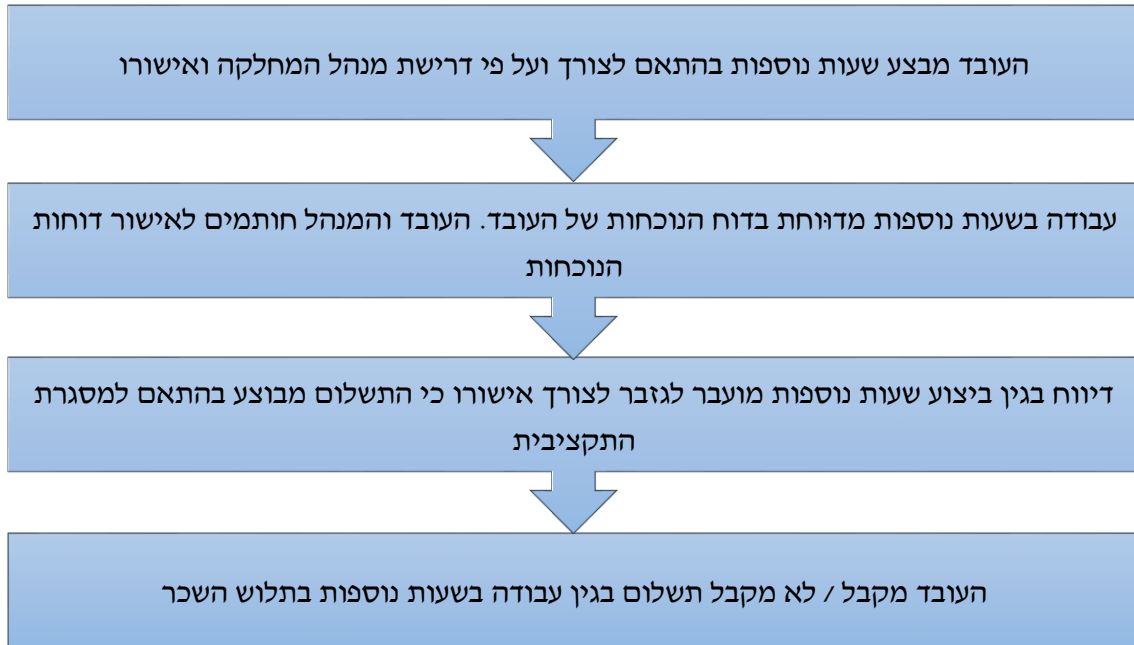 העובד מבצע שעות נוספות בהתאם לצורך ועל פי דרישת מנהל המחלקה ואישורו
עבודה בשעות נוספות מדוּוחת בדוח הנוכחות של העובד. העובד והמנהל חותמים לאישור דוחות
הנוכחות
דיווח בגין ביצוע שעות נוספות מועבר לגזבר לצורך אישורו כי התשלום מבוצע בהתאם למסגרת
התקציבית
העובד מקבל / לא מקבל תשלום בגין עבודה בשעות נוספות בתלוש השכר